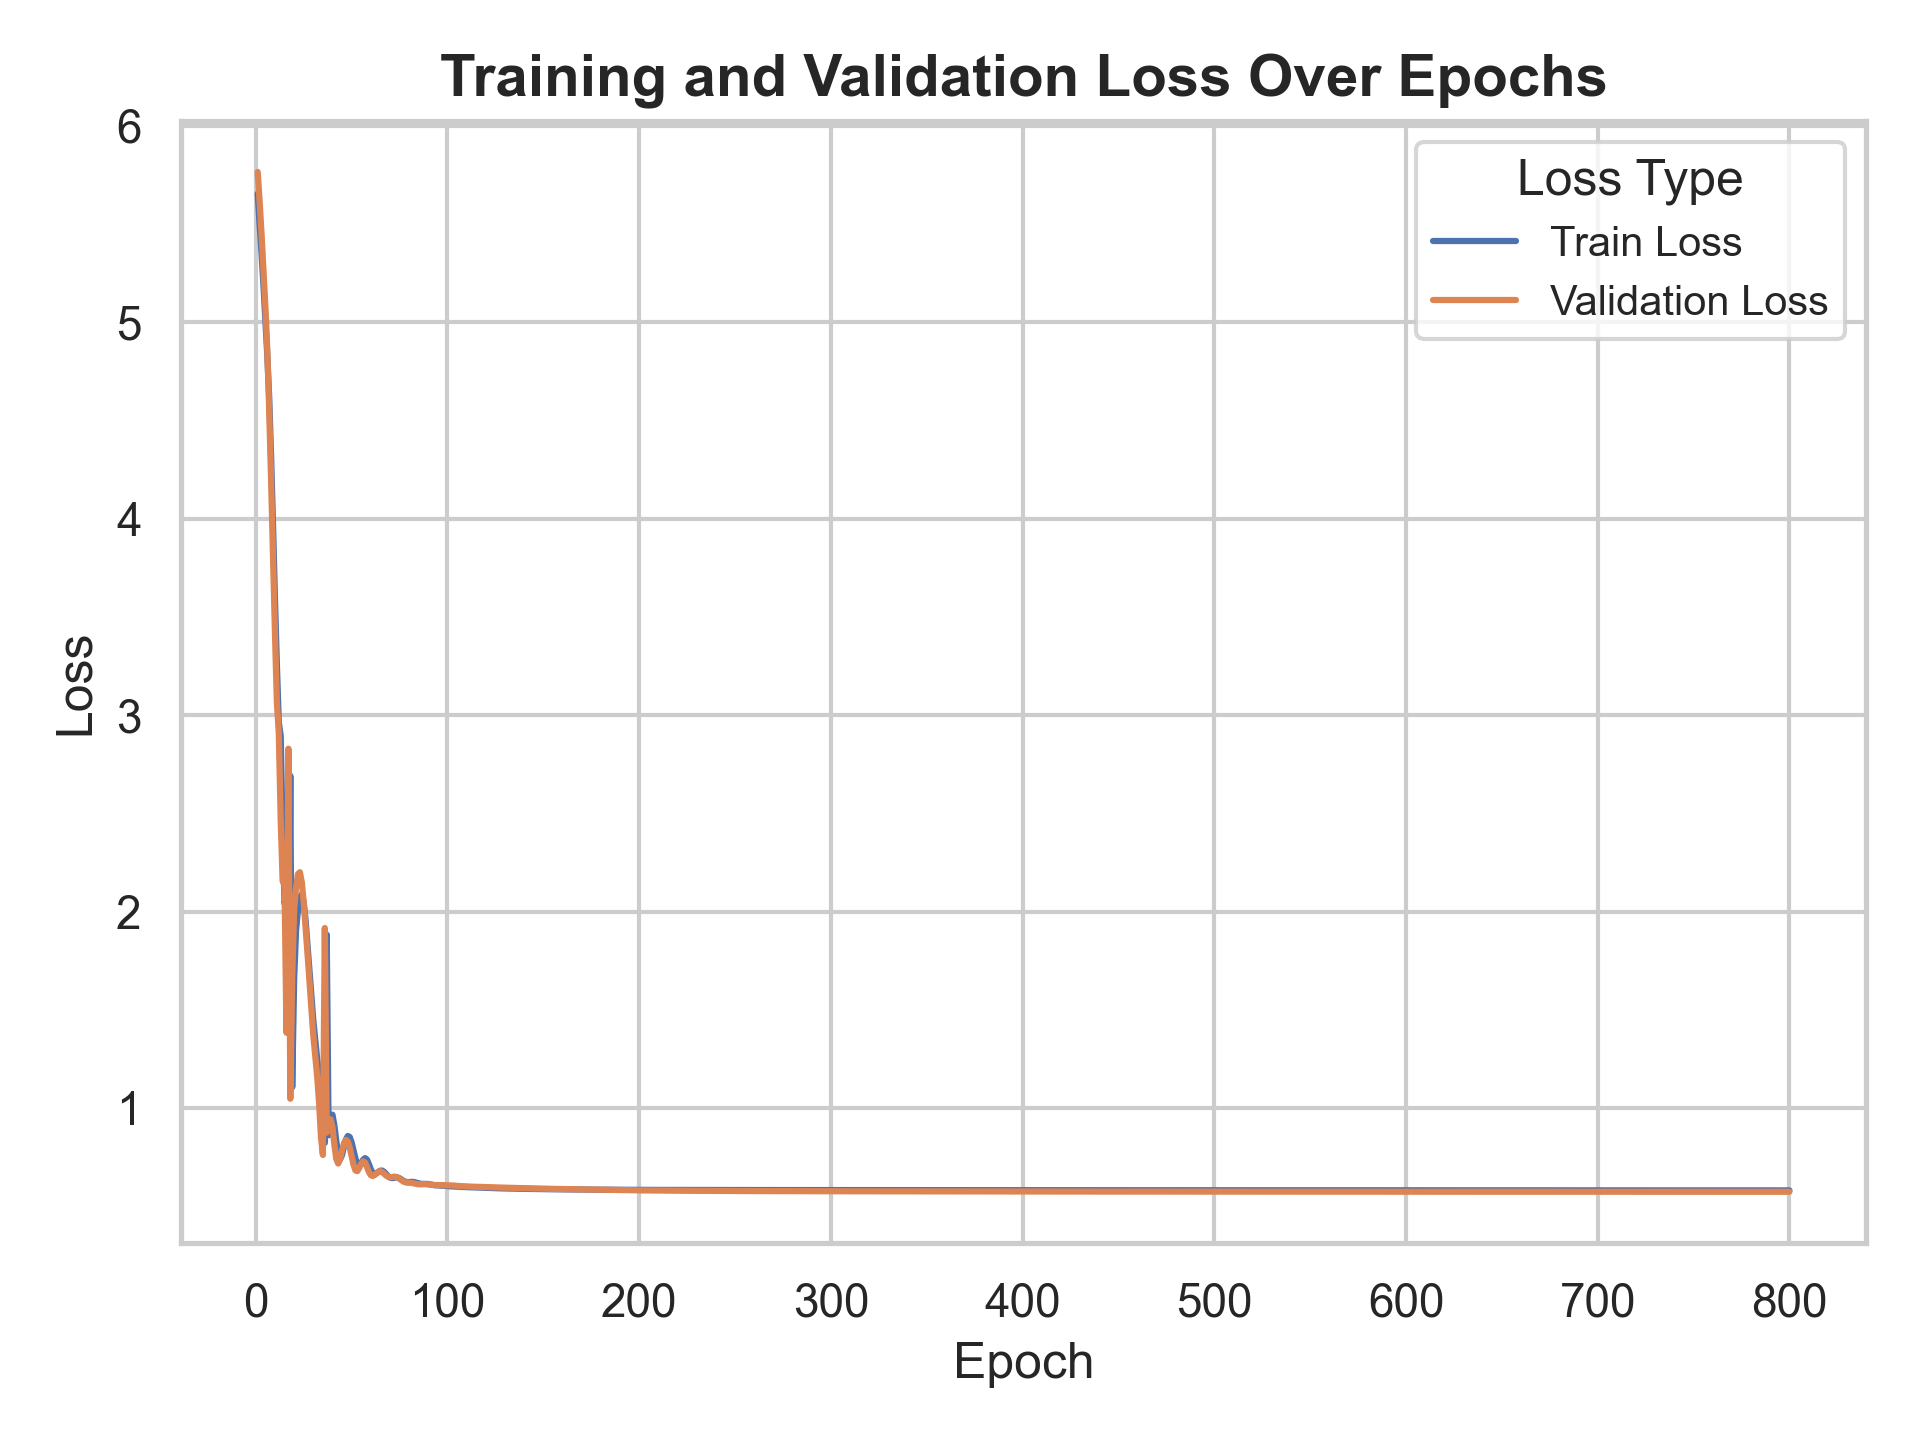 Training and Validation Loss Over Epochs
6
5
4
3
2
1
Loss
Loss Type
Train Loss
Validation Loss
0 100 200 300 400 500 600 700 800
Epoch